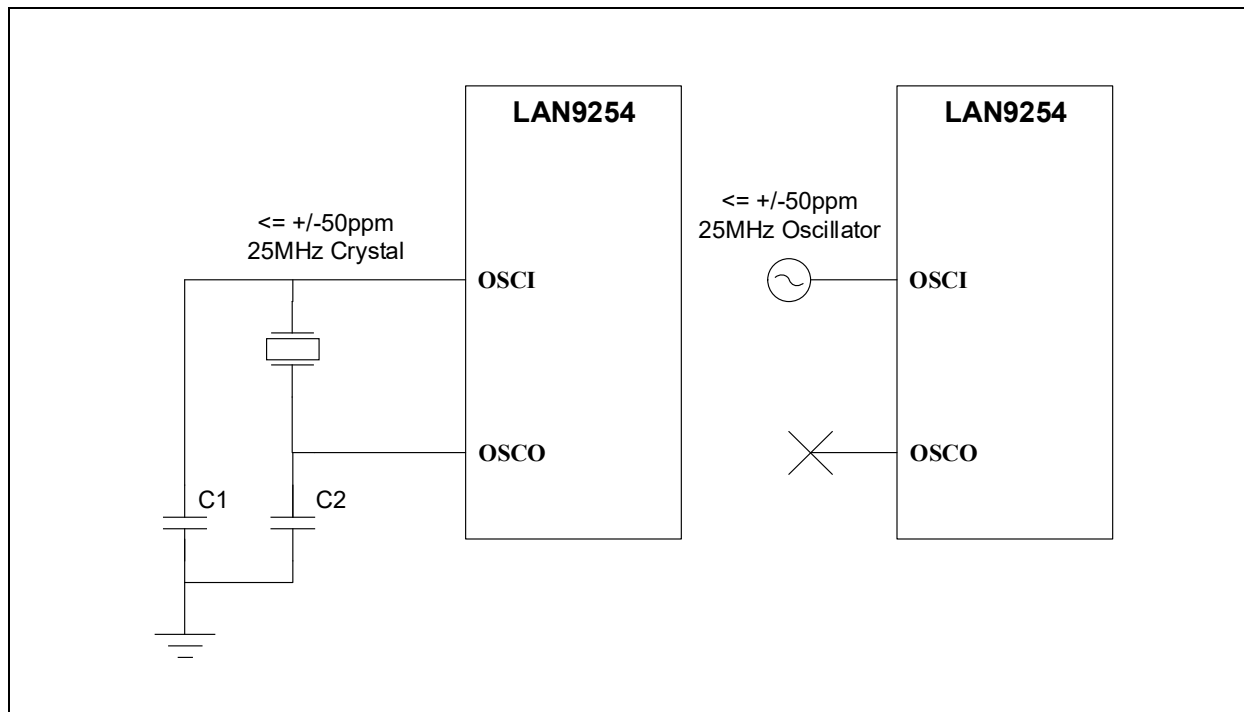 LAN9254
<= +/-50ppm
25MHz Crystal
OSCI
OSCO
C1
C2
LAN9254
<= +/-50ppm
25MHz Oscillator
OSCI
OSCO